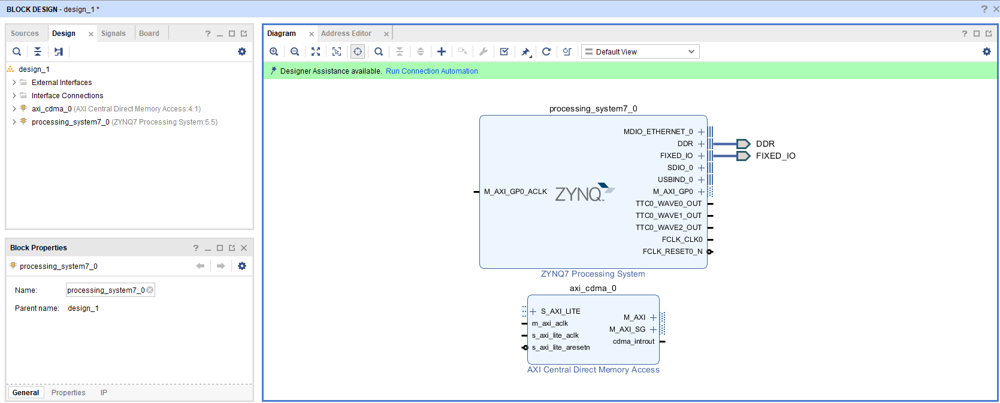 BLOCK DESIGN - design_1 *
?
Sources Design Signals Board ?
design_1
External Interfaces
Interface Connections
axi_cdma_0 (AXI Central Direct Memory Access:4.1)
processing_system7_0 (ZYNQ7 Processing System:5.5)
Block Properties ?
processing_system7_0
Name: processing_system7_0
Parent name: design_1
General Properties IP
Diagram Address Editor ?
Default View
Designer Assistance available. Run Connection Automation
processing_system7_0
MDIO_ETHERNET_0
DDR
FIXED_IO
SDIO_0
USBIND_0
M_AXI_GP0
TTC0_WAVE0_OUT
TTC0_WAVE1_OUT
TTC0_WAVE2_OUT
FCLK_CLK0
FCLK_RESET0_N
M_AXI_GP0_ACLK
ZYNQ
DDR
FIXED_IO
ZYNQ7 Processing System
axi_cdma_0
S_AXI_LITE
m_axi_aclk
s_axi_lite_aclk
s_axi_lite_aresetn
M_AXI
M_AXI_SG
cdma_introut
AXI Central Direct Memory Access